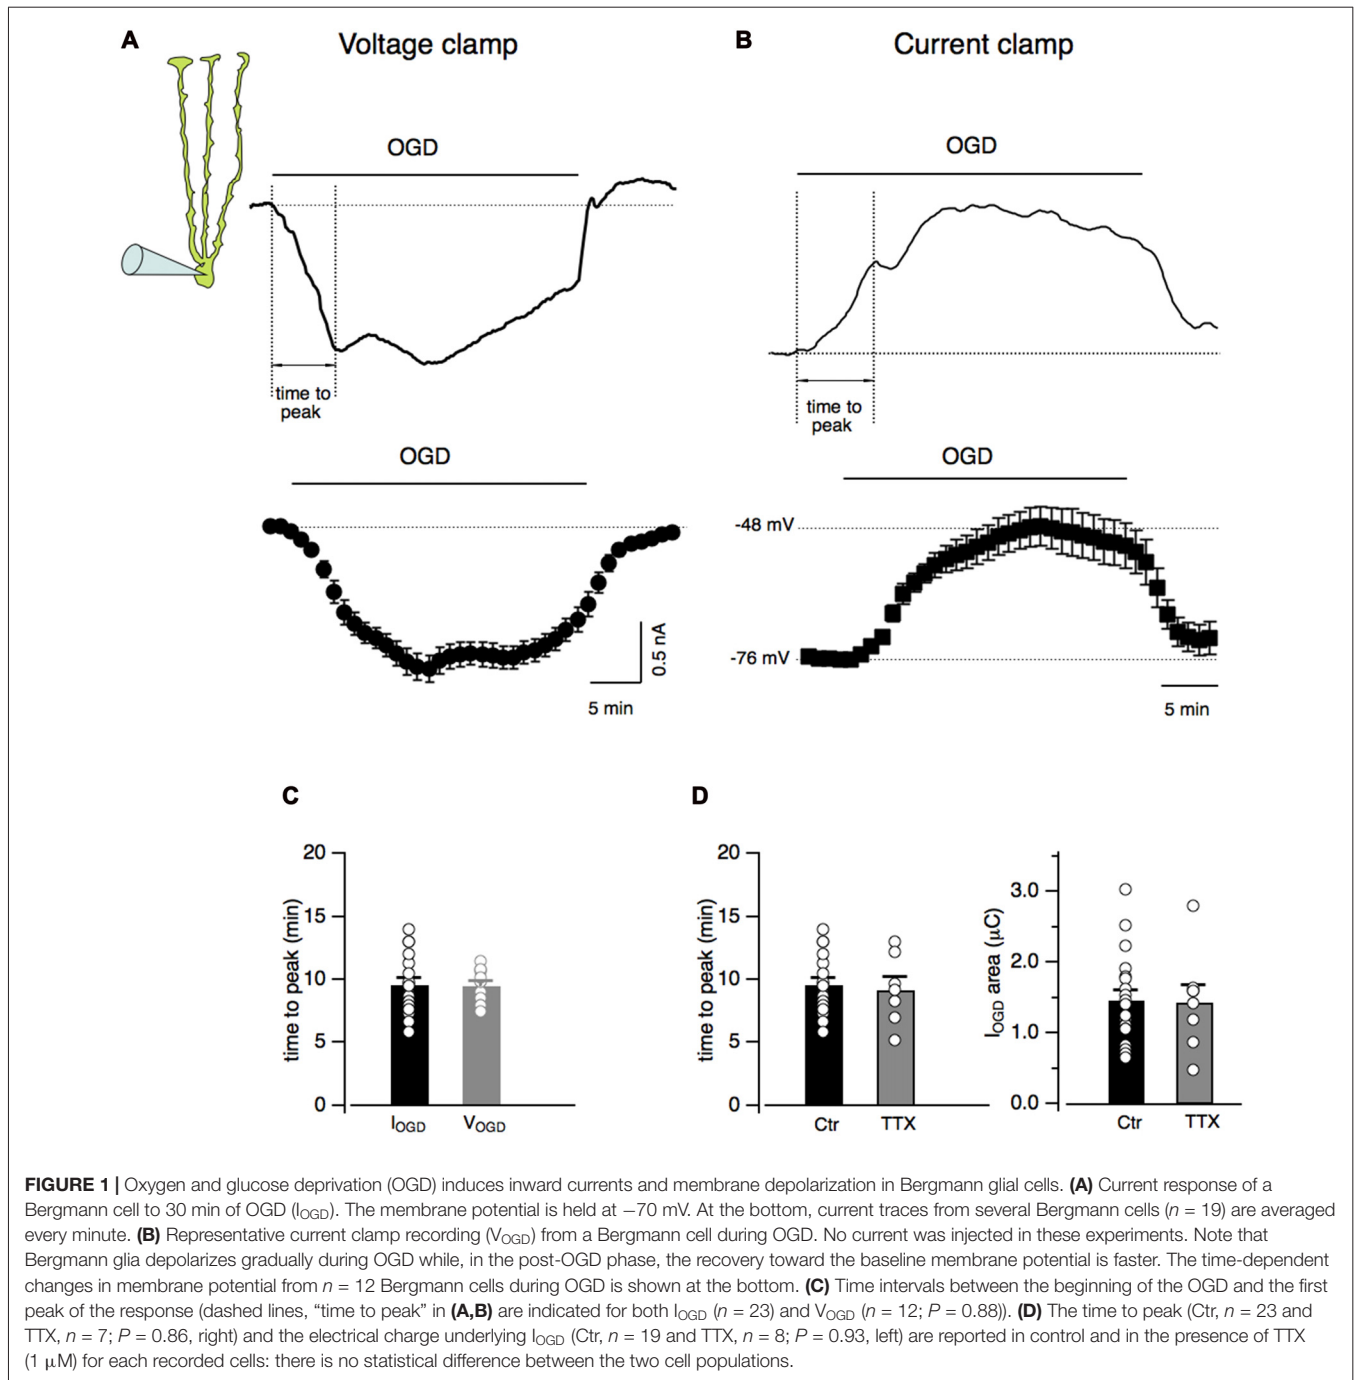 A
Voltage clamp
B
Current clamp
OGD
OGD
time to
peak
time to
peak
OGD
OGD
-48 mV
0.5 nA
-76 mV
5 min
5 min
C
D
20
15
10
5
0
time to peak (min)
I_OGD
V_OGD
20
15
10
5
0
time to peak (min)
Ctr
TTX
3.0
2.0
1.0
0.0
I_OGD area (μC)
Ctr
TTX
FIGURE 1 | Oxygen and glucose deprivation (OGD) induces inward currents and membrane depolarization in Bergmann glial cells. (A) Current response of a
Bergmann cell to 30 min of OGD (I_OGD). The membrane potential is held at −70 mV. At the bottom, current traces from several Bergmann cells (n = 19) are averaged
every minute. (B) Representative current clamp recording (V_OGD) from a Bergmann cell during OGD. No current was injected in these experiments. Note that
Bergmann glia depolarizes gradually during OGD while, in the post-OGD phase, the recovery toward the baseline membrane potential is faster. The time-dependent
changes in membrane potential from n = 12 Bergmann cells during OGD is shown at the bottom. (C) Time intervals between the beginning of the OGD and the first
peak of the response (dashed lines, “time to peak” in (A,B) are indicated for both I_OGD (n = 23) and V_OGD (n = 12; P = 0.88)). (D) The time to peak (Ctr, n = 23 and
TTX, n = 7; P = 0.86, right) and the electrical charge underlying I_OGD (Ctr, n = 19 and TTX, n = 8; P = 0.93, left) are reported in control and in the presence of TTX
(1 μM) for each recorded cells: there is no statistical difference between the two cell populations.